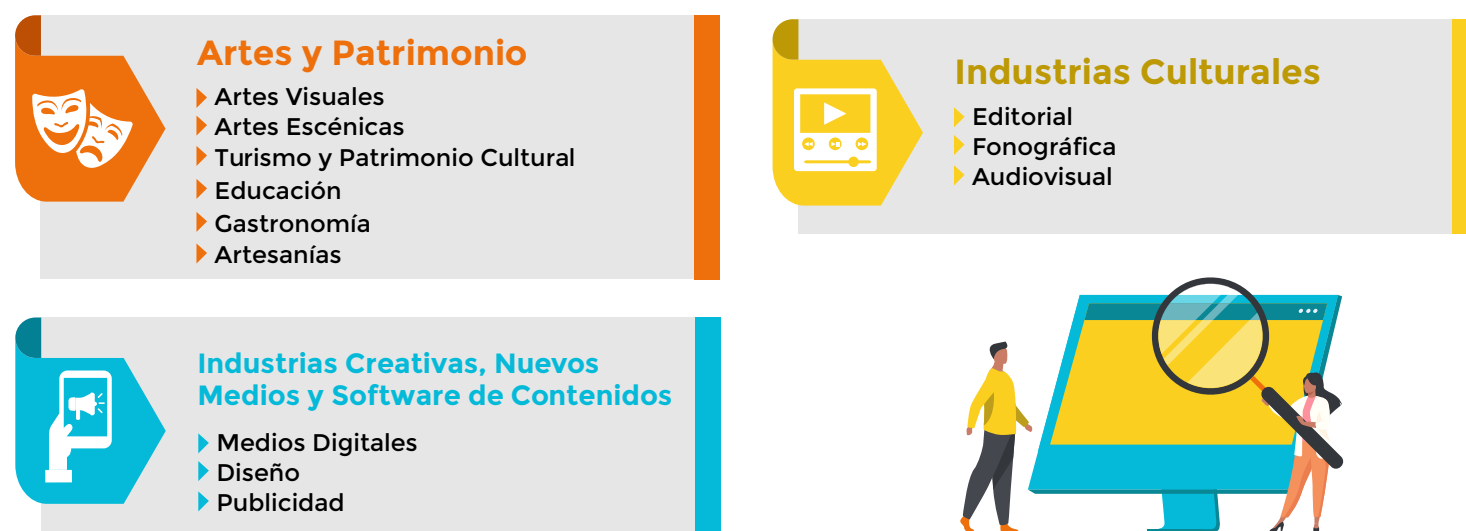 Artes y Patrimonio
Artes Visuales
Artes Escénicas
Turismo y Patrimonio Cultural
Educación
Gastronomía
Artesanías
Industrias Culturales
Editorial
Fonográfica
Audiovisual
Industrias Creativas, Nuevos
Medios y Software de Contenidos
Medios Digitales
Diseño
Publicidad